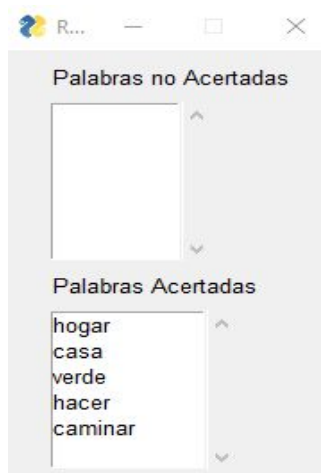 R...
Palabras no Acertadas
Palabras Acertadas
hogar
casa
verde
hacer
caminar